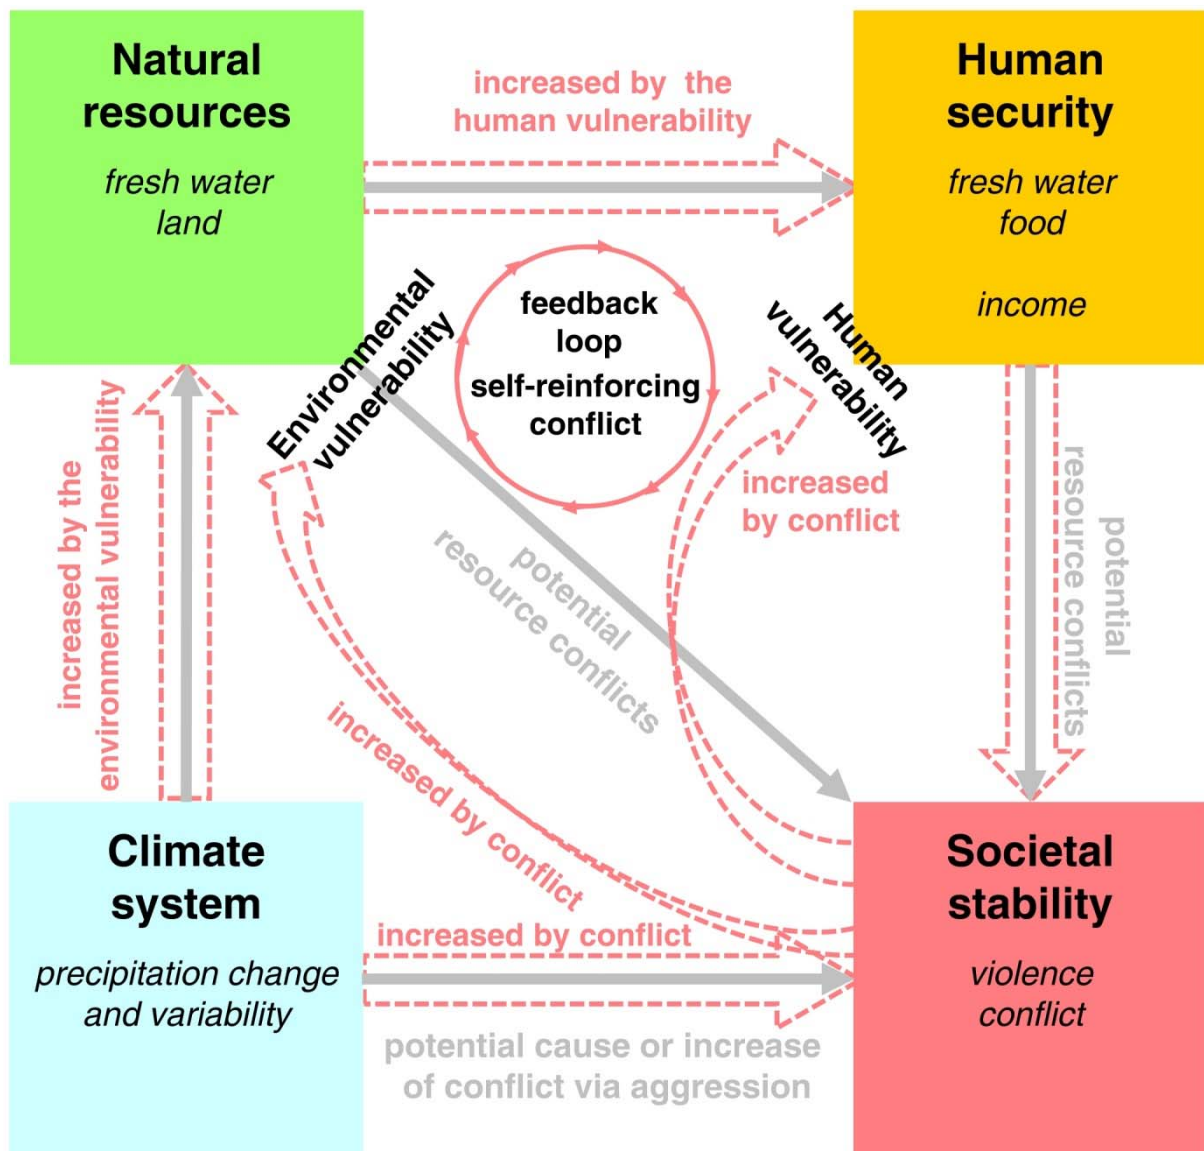 Natural
resources
fresh water
land
increased by the
human vulnerability
Human
security
fresh water
food
income
Environmental
vulnerability
feedback
loop
self-reinforcing
conflict
Human
vulnerability
increased
by conflict
increased by the
environmental vulnerability
potential
resource conflicts
potential
resource conflicts
increased by conflict
Climate
system
precipitation change
and variability
increased by conflict
potential cause or increase
of conflict via aggression
Societal
stability
violence
conflict